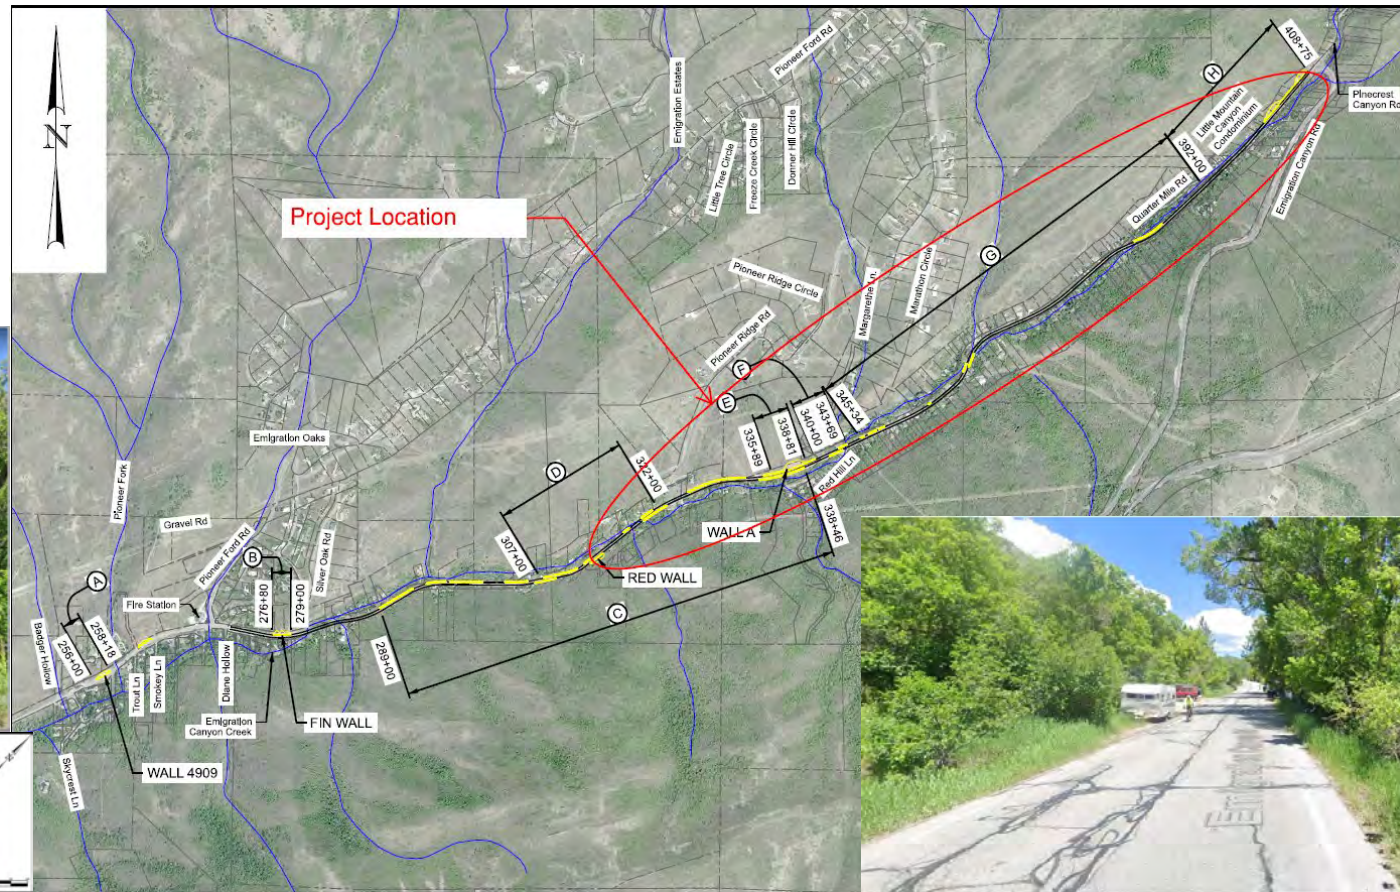 N
408+75
H
Pinecrest
Canyon Rd
Little Mountain
Canyon
Condominium
392+00
Emigration Canyon Rd
Quarter Mile Rd
Pioneer Ford Rd
Emigration Estates
Little Tree Circle
Freeze Creek Circle
Donner Hill Circle
Project Location
G
Pioneer Ridge Circle
Marathon Circle
Margarethe Ln.
Pioneer Ridge Rd
F
E
345+34
343+69
340+00
338+81
335+89
Emigration Oaks
D
322+00
Red Hill Ln
Pioneer Fork
Gravel Rd
Pioneer Ford Rd
B
Silver Oak Rd
307+00
WALL A
338+46
276+80
279+00
A
RED WALL
Fire Station
C
258+18
256+00
Badger Hollow
289+00
Trout Ln
Smokey Ln
Diane Hollow
Emigration
Canyon Creek
FIN WALL
WALL 4909
Skycrest Ln